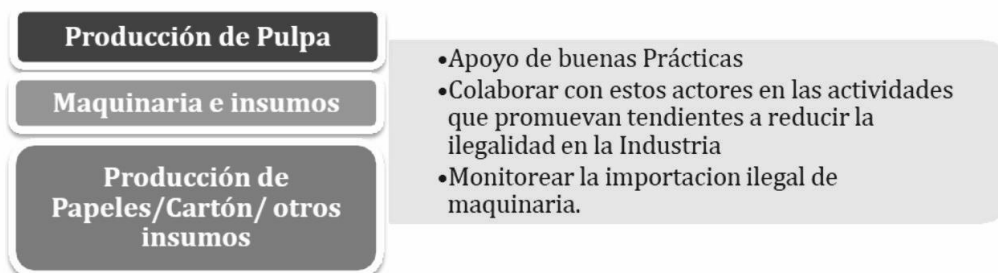 Producción de Pulpa
Maquinaria e insumos
Producción de
Papeles/Cartón/ otros
insumos
•Apoyo de buenas Prácticas
•Colaborar con estos actores en las actividades
que promuevan tendientes a reducir la
ilegalidad en la Industria
•Monitorear la importacion ilegal de
maquinaria.